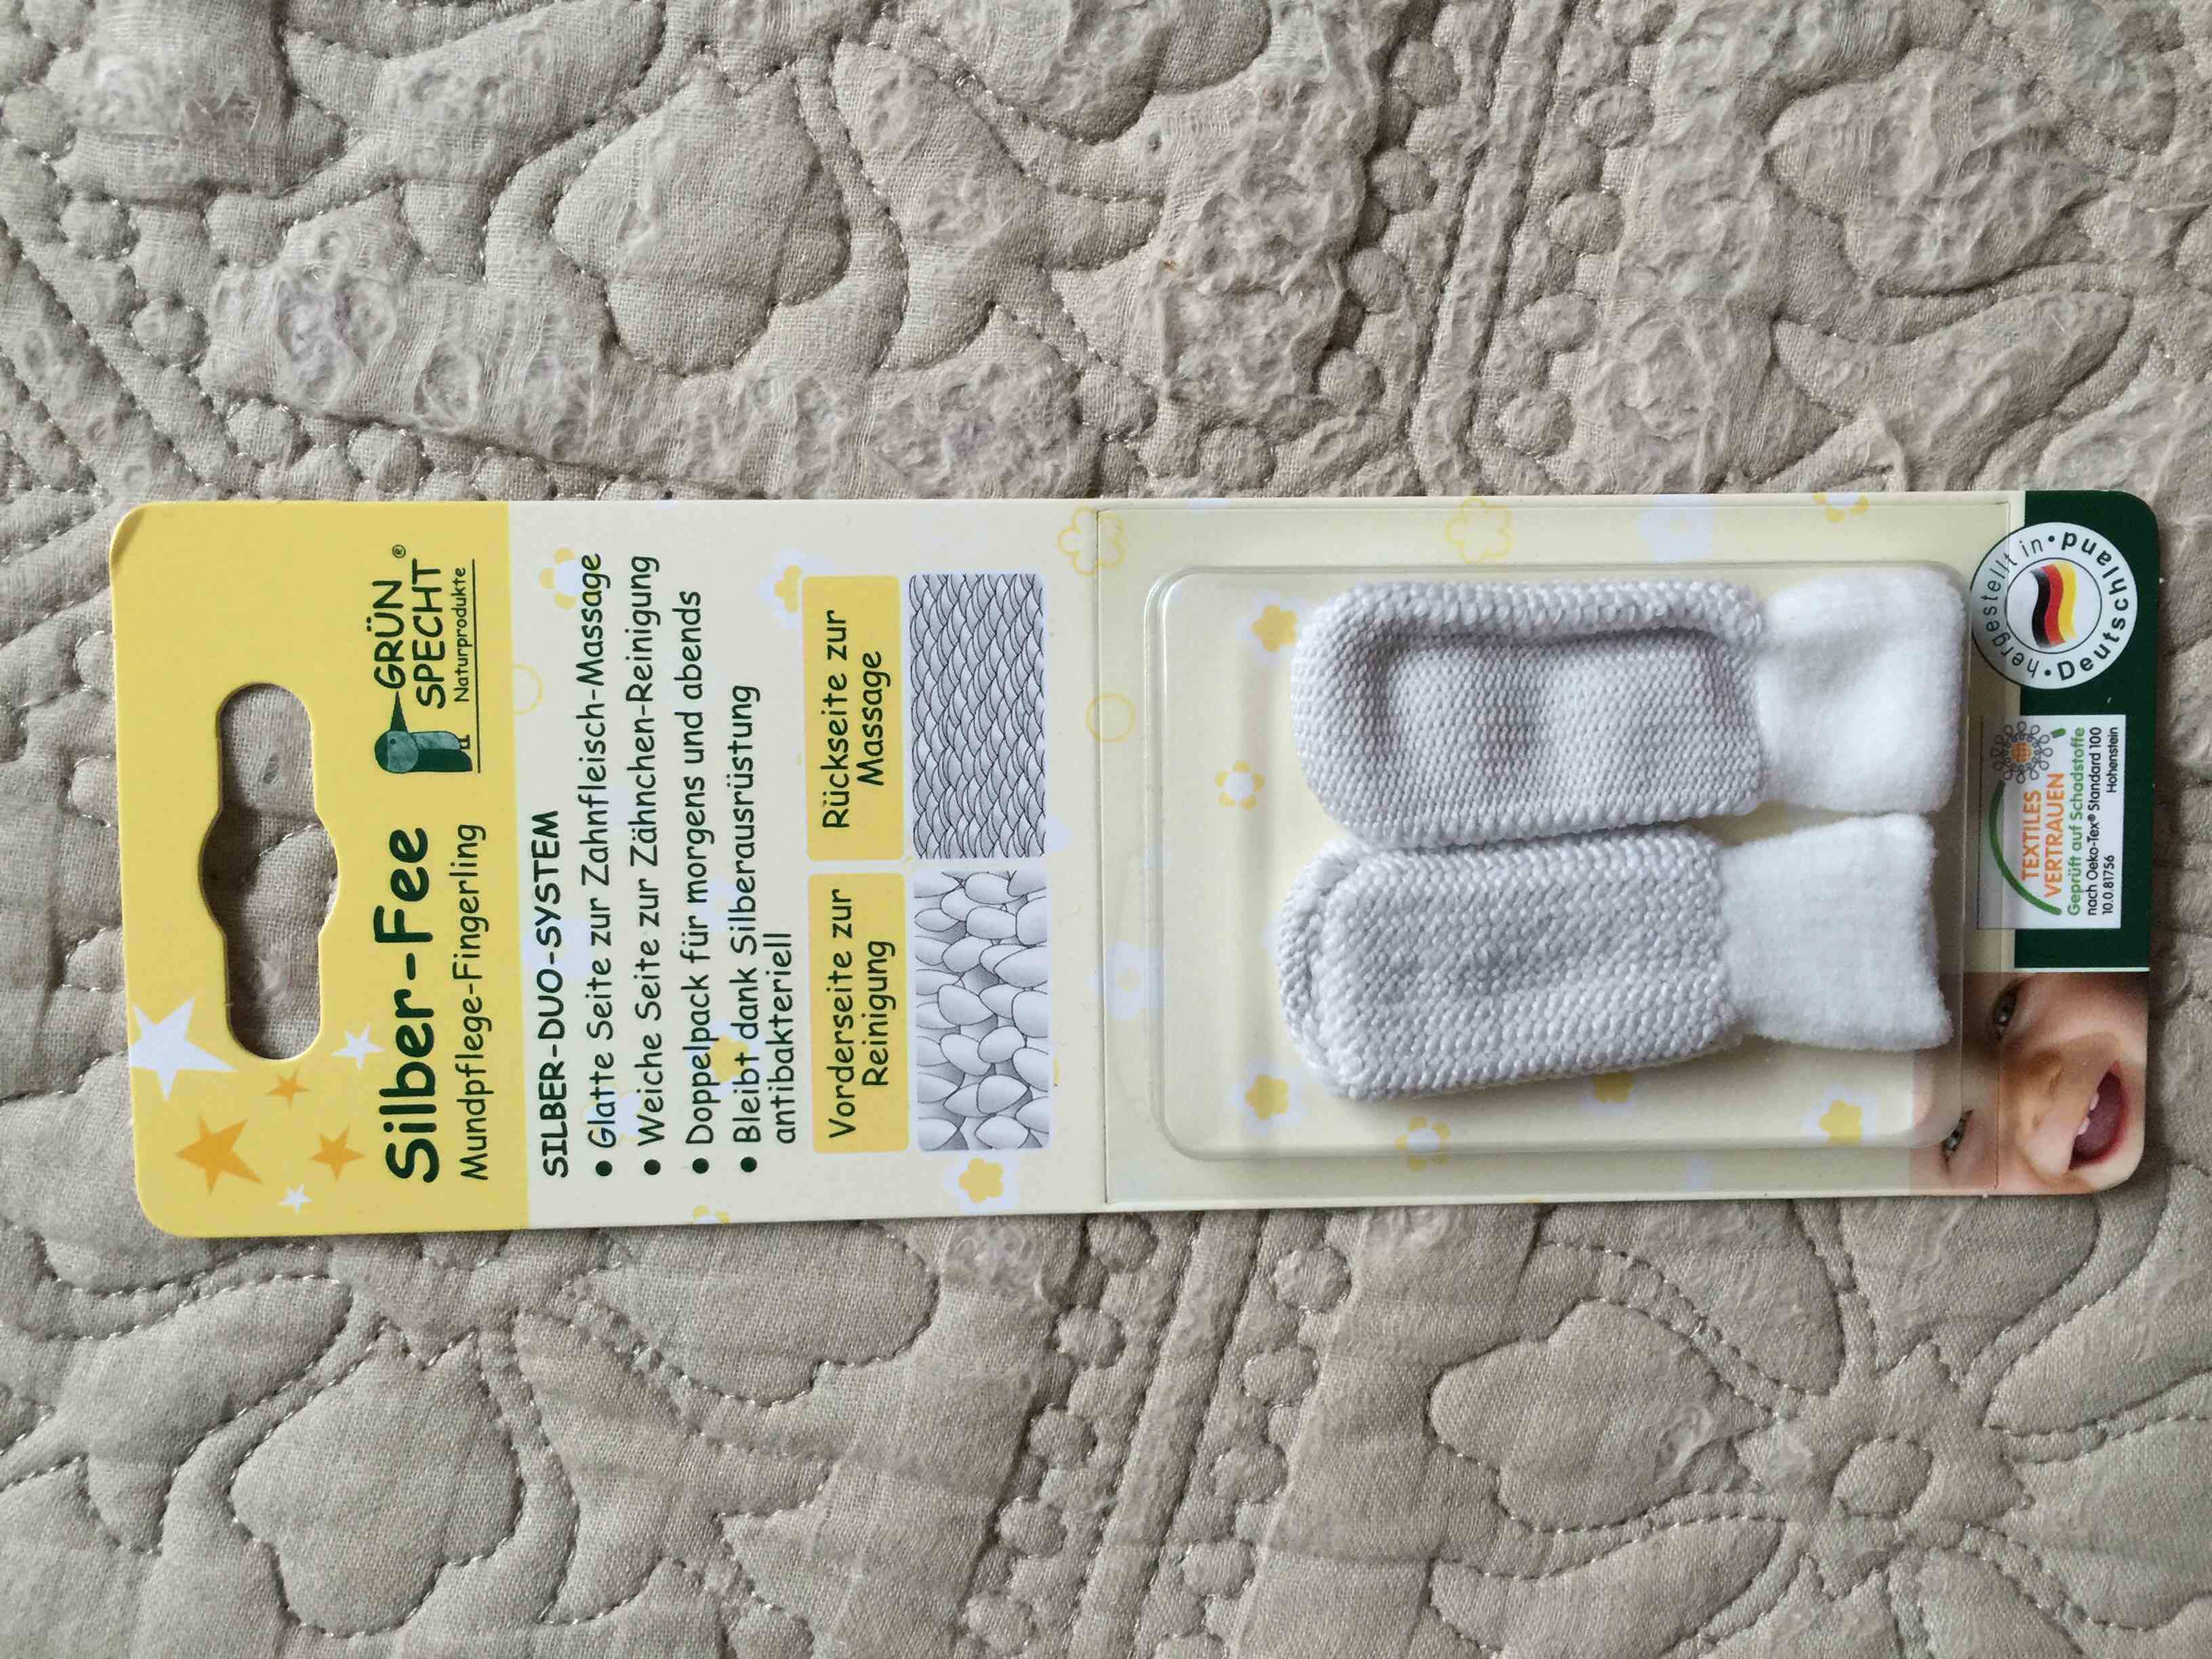 Silber-Fee
Mundpflege-Fingerling
GRÜN
SPECHT®
Naturprodukte
SILBER-DUO-SYSTEM
• Glatte Seite zur Zahnfleisch-Massage
• Weiche Seite zur Zähnchen-Reinigung
• Doppelpack für morgens und abends
• Bleibt dank Silberausrüstung
antibakteriell
Vorderseite zur
Reinigung
Rückseite zur
Massage
TEXTILES
VERTRAUEN
Geprüft auf Schadstoffe
nach Oeko-Tex® Standard 100
10.0.81756 Hohenstein
hergestellt in • Deutschland •